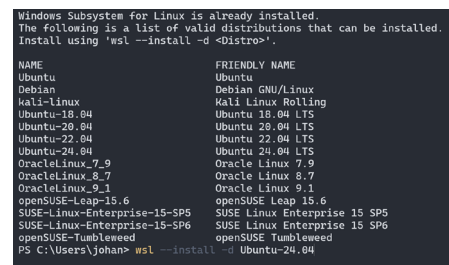 Windows Subsystem for Linux is already installed.
The following is a list of valid distributions that can be installed.
Install using 'wsl --install -d <Distro>'.
NAME FRIENDLY NAME
Ubuntu Ubuntu
Debian Debian GNU/Linux
kali-linux Kali Linux Rolling
Ubuntu-18.04 Ubuntu 18.04 LTS
Ubuntu-20.04 Ubuntu 20.04 LTS
Ubuntu-22.04 Ubuntu 22.04 LTS
Ubuntu-24.04 Ubuntu 24.04 LTS
OracleLinux_7_9 Oracle Linux 7.9
OracleLinux_8_7 Oracle Linux 8.7
OracleLinux_9_1 Oracle Linux 9.1
openSUSE-Leap-15.6 openSUSE Leap 15.6
SUSE-Linux-Enterprise-15-SP5 SUSE Linux Enterprise 15 SP5
SUSE-Linux-Enterprise-15-SP6 SUSE Linux Enterprise 15 SP6
openSUSE-Tumbleweed openSUSE Tumbleweed
PS C:\Users\johan> wsl --install -d Ubuntu-24.04